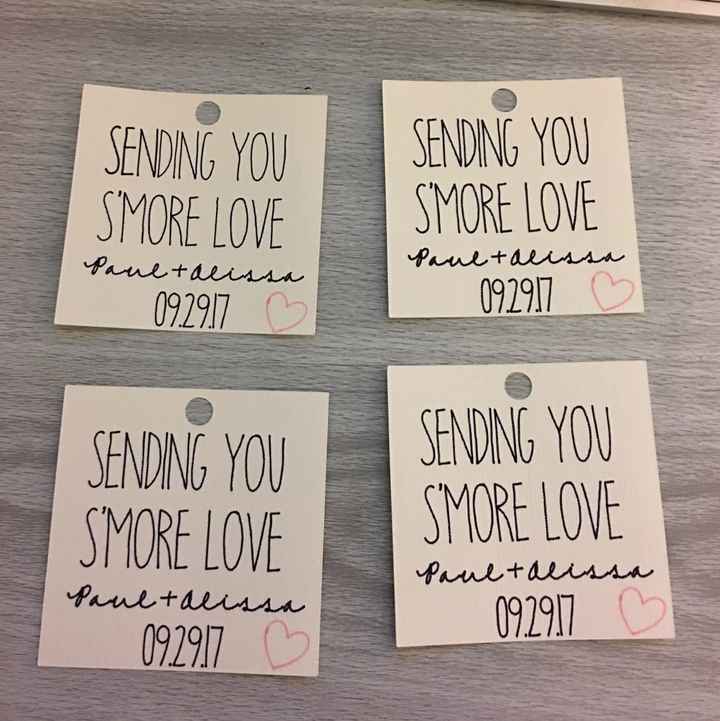 SENDING YOU
S'MORE LOVE
Paul + Alissa
09.29.17
SENDING YOU
S'MORE LOVE
Paul + Alissa
09.29.17
SENDING YOU
S'MORE LOVE
Paul + Alissa
09.29.17
SENDING YOU
S'MORE LOVE
Paul + Alissa
09.29.17